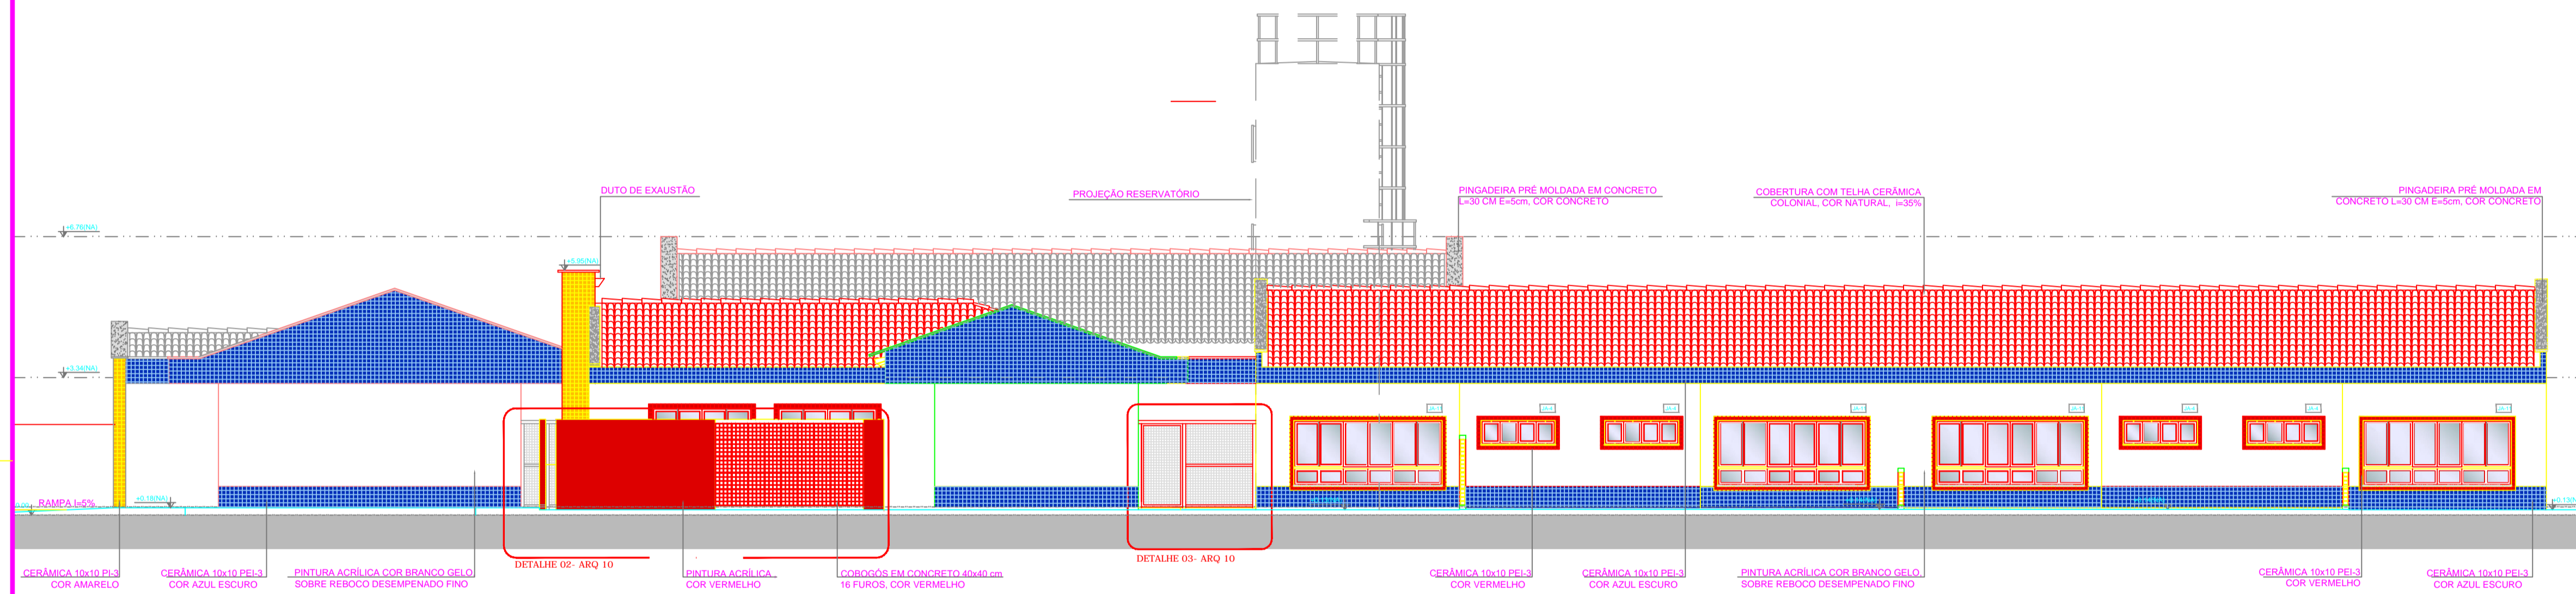 DUTO DE EXAUSTÃO
PROJEÇÃO RESERVATÓRIO
PINGADEIRA PRÉ MOLDADA EM CONCRETO
L=30 CM E=5cm, COR CONCRETO
COBERTURA COM TELHA CERÂMICA
COLONIAL, COR NATURAL, i=35%
PINGADEIRA PRÉ MOLDADA EM
CONCRETO L=30 CM E=5cm, COR CONCRETO
+6.76(NA)
+5.95(NA)
+3.34(NA)
RAMPA I=5%
+0.18(NA)
0.00
DETALHE 02- ARQ 10
DETALHE 03- ARQ 10
CERÂMICA 10x10 PI-3
COR AMARELO
CERÂMICA 10x10 PEI-3
COR AZUL ESCURO
PINTURA ACRÍLICA COR BRANCO GELO
SOBRE REBOCO DESEMPENADO FINO
PINTURA ACRÍLICA
COR VERMELHO
COBOGÓS EM CONCRETO 40x40 cm
16 FUROS, COR VERMELHO
CERÂMICA 10x10 PEI-3
COR VERMELHO
CERÂMICA 10x10 PEI-3
COR AZUL ESCURO
PINTURA ACRÍLICA COR BRANCO GELO,
SOBRE REBOCO DESEMPENADO FINO
CERÂMICA 10x10 PEI-3
COR VERMELHO
CERÂMICA 10x10 PEI-3
COR AZUL ESCURO